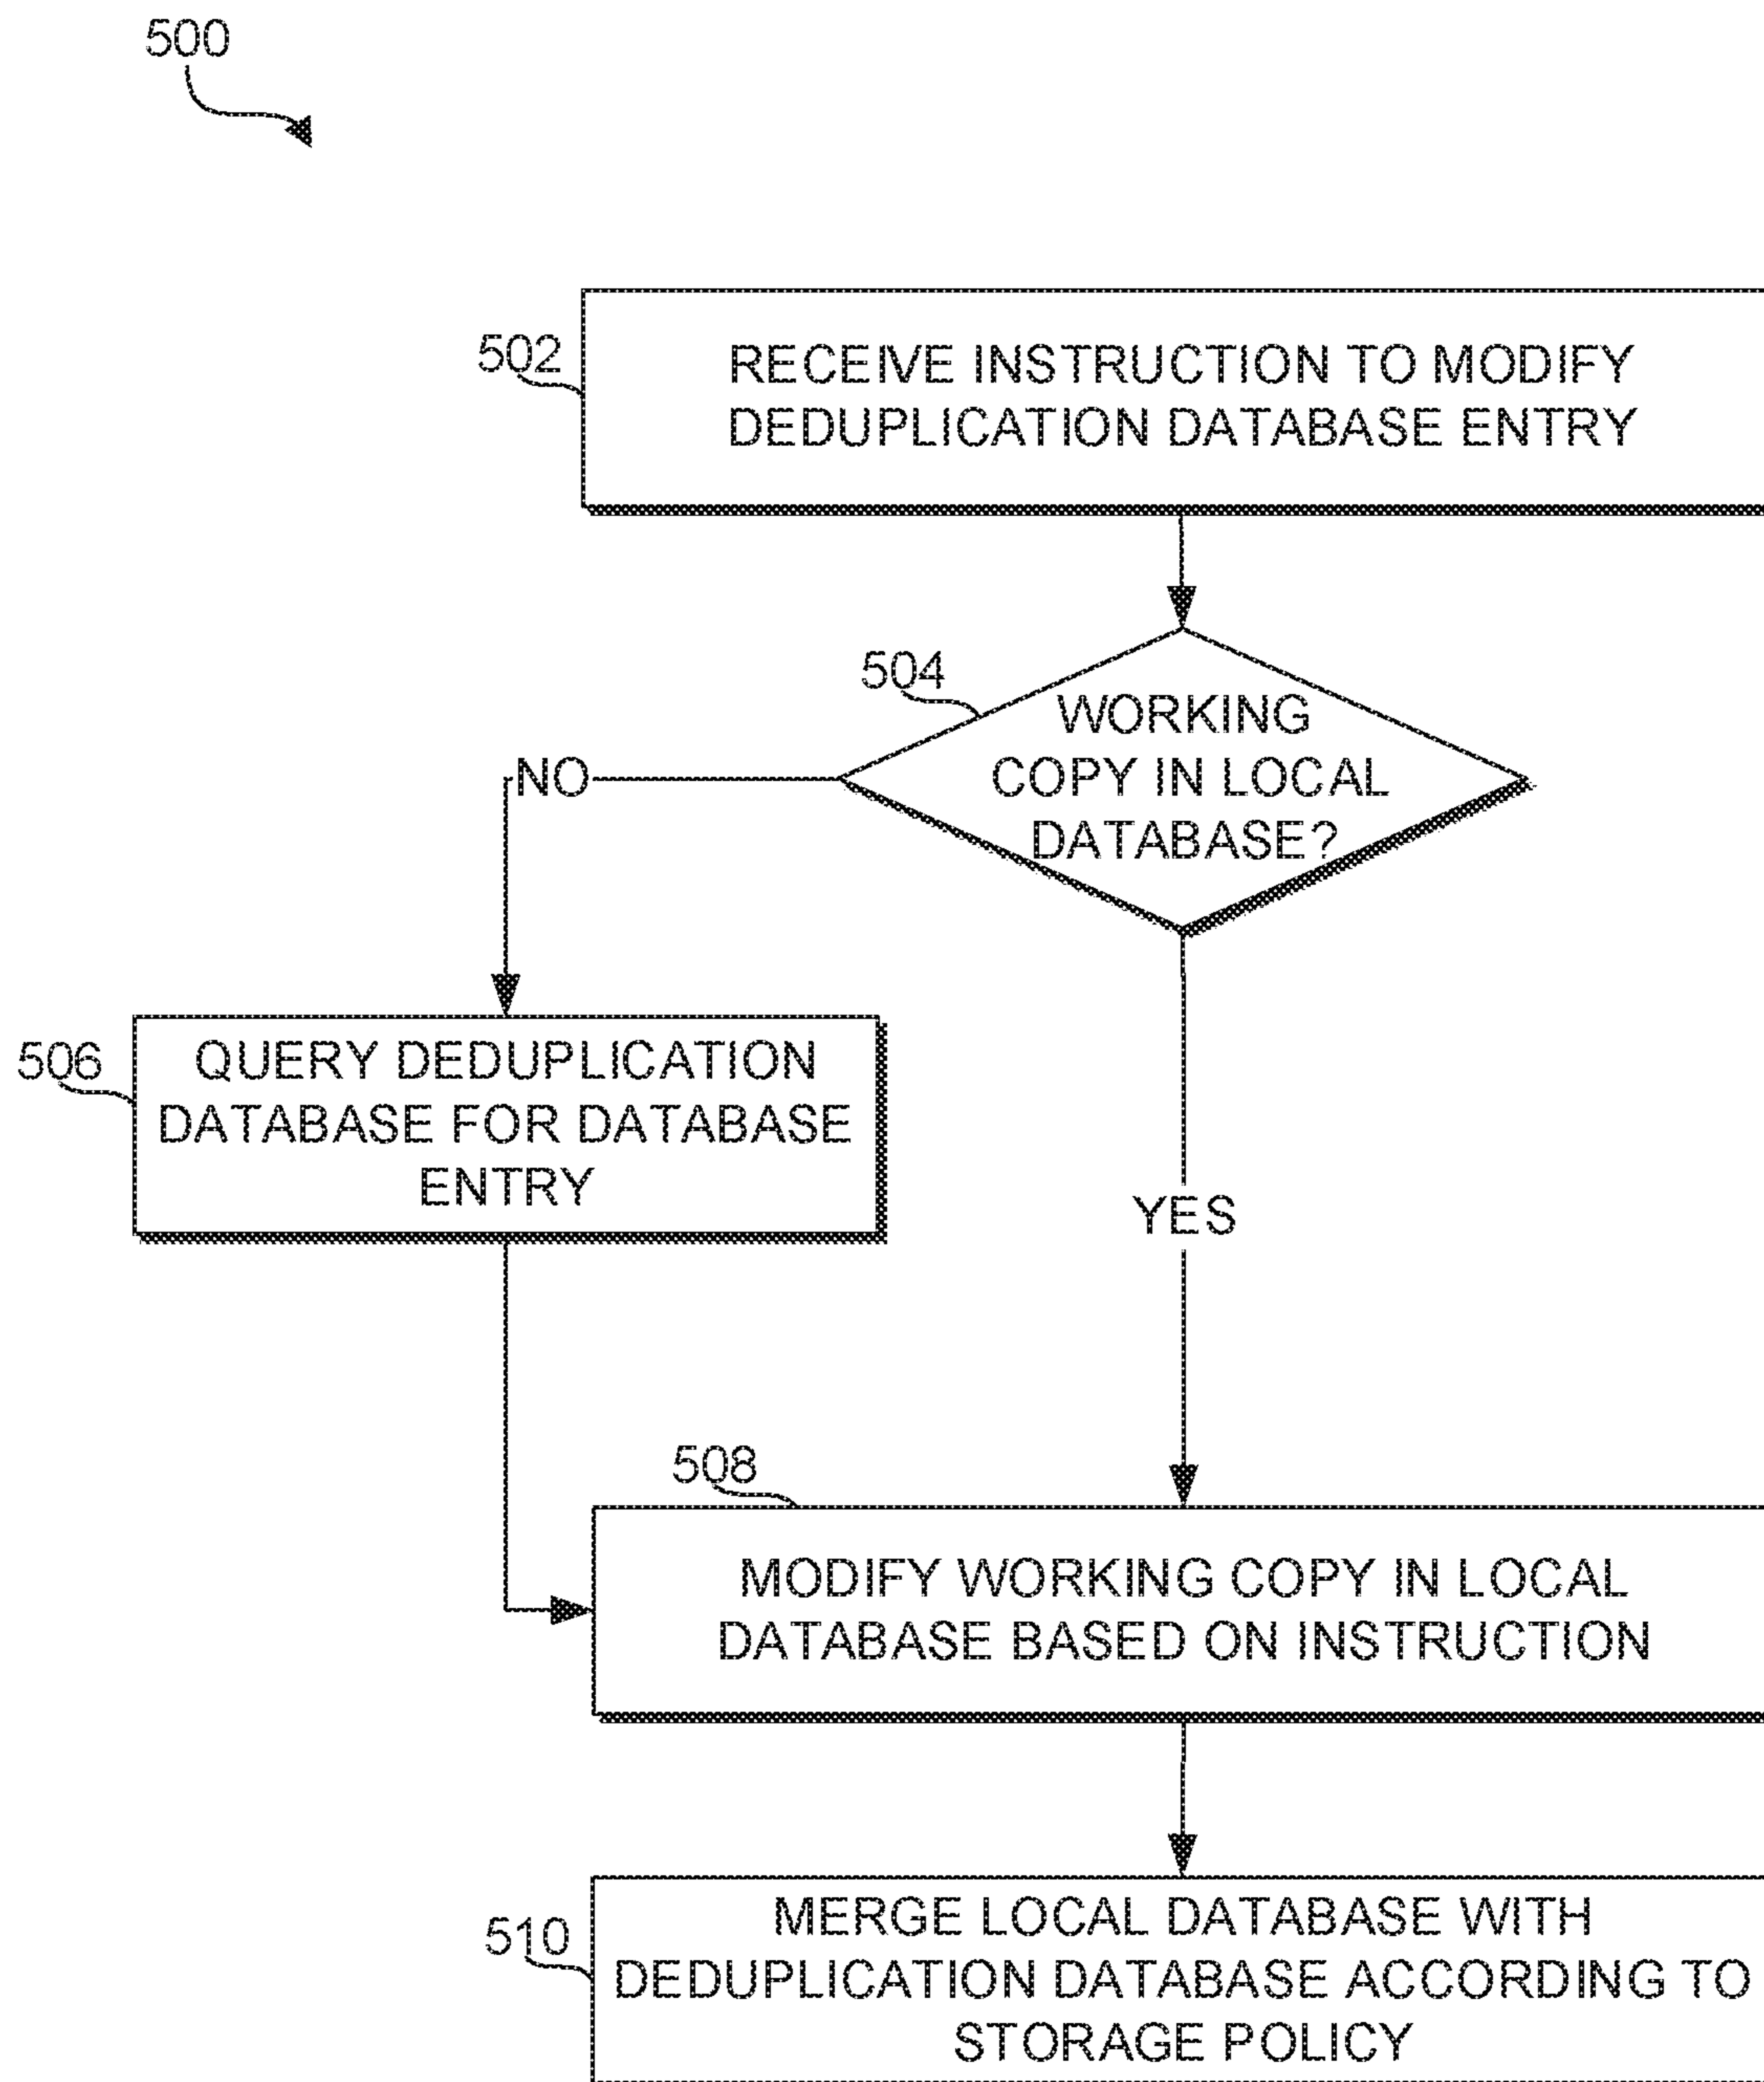 500
502
RECEIVE INSTRUCTION TO MODIFY
DEDUPLICATION DATABASE ENTRY
504
WORKING
COPY IN LOCAL
DATABASE?
NO
506
QUERY DEDUPLICATION
DATABASE FOR DATABASE
ENTRY
YES
508
MODIFY WORKING COPY IN LOCAL
DATABASE BASED ON INSTRUCTION
510
MERGE LOCAL DATABASE WITH
DEDUPLICATION DATABASE ACCORDING TO
STORAGE POLICY